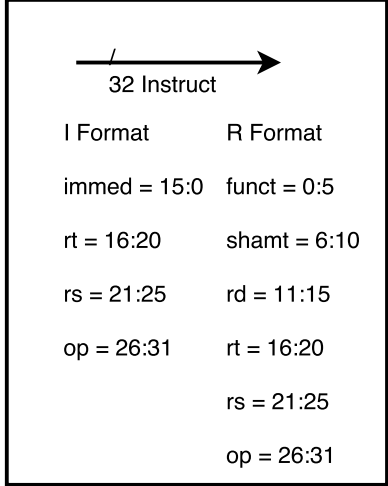 32 Instruct
I Format
immed = 15:0
rt = 16:20
rs = 21:25
op = 26:31
R Format
funct = 0:5
shamt = 6:10
rd = 11:15
rt = 16:20
rs = 21:25
op = 26:31